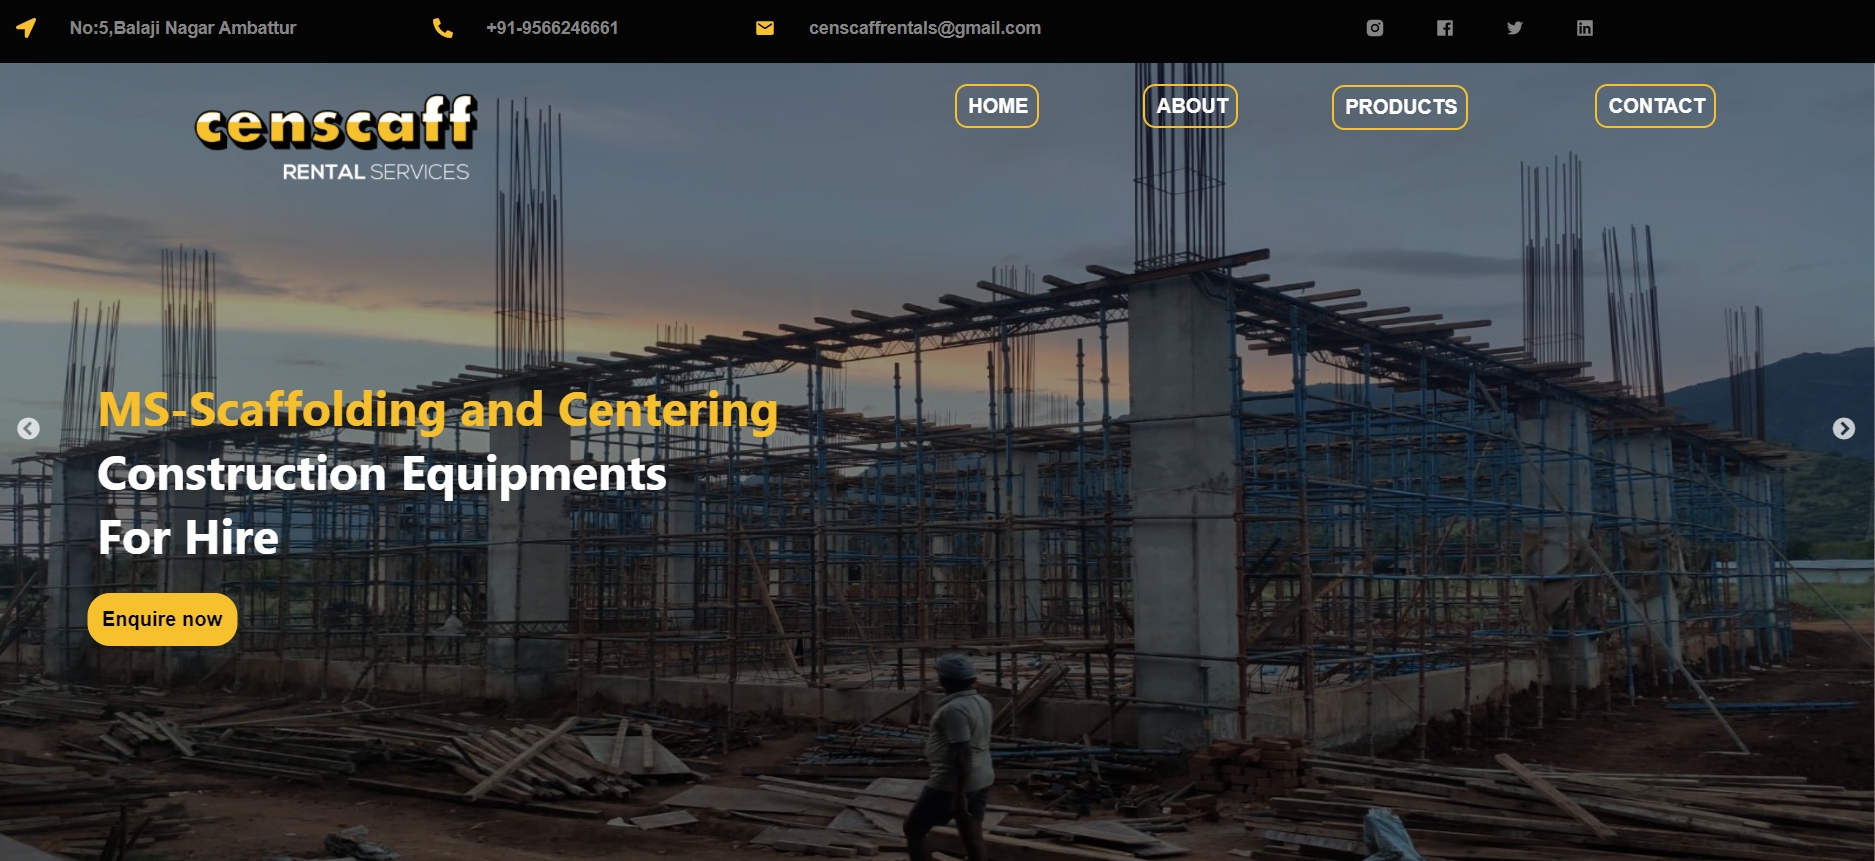 No:5,Balaji Nagar Ambattur
+91-9566246661
censcaffrentals@gmail.com
censcaff
RENTAL SERVICES
HOME
ABOUT
PRODUCTS
CONTACT
MS-Scaffolding and Centering
Construction Equipments
For Hire
Enquire now